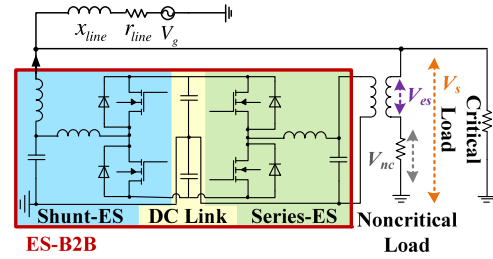 x_line r_line V_g
V_es
V_s
V_nc
Critical
Load
Shunt-ES DC Link Series-ES
ES-B2B
Noncritical
Load